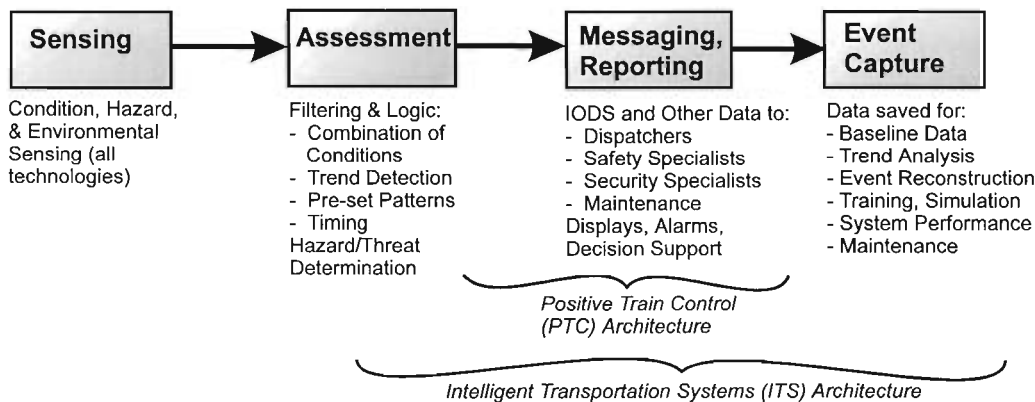 Sensing
Condition, Hazard,
& Environmental
Sensing (all
technologies)
Assessment
Filtering & Logic:
- Combination of
Conditions
- Trend Detection
- Pre-set Patterns
- Timing
Hazard/Threat
Determination
Messaging,
Reporting
IODS and Other Data to:
- Dispatchers
- Safety Specialists
- Security Specialists
- Maintenance
Displays, Alarms,
Decision Support
Event
Capture
Data saved for:
- Baseline Data
- Trend Analysis
- Event Reconstruction
- Training, Simulation
- System Performance
- Maintenance
Positive Train Control
(PTC) Architecture
Intelligent Transportation Systems (ITS) Architecture